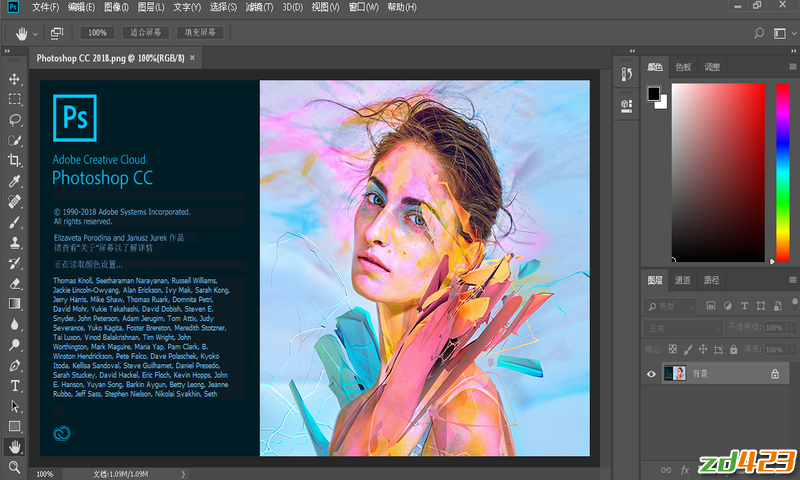 Ps 文件(F) 编辑(E) 图像(I) 图层(L) 文字(Y) 选择(S) 滤镜(T) 3D(D) 视图(V) 窗口(W) 帮助(H)
100% 适合屏幕 填充屏幕
Photoshop CC 2018.png @ 100%(RGB/8) ×
颜色 色板 调整
Ps
Adobe Creative Cloud
Photoshop CC
© 1990-2018 Adobe Systems Incorporated.
All rights reserved.
Elizaveta Porodina and Janusz Jurek 作品
请查看"关于"屏幕以了解详情
正在读取颜色设置...
Thomas Knoll, Seetharaman Narayanan, Russell Williams,
Jackie Lincoln-Owyang, Alan Erickson, Ivy Mak, Sarah Kong,
Jerry Harris, Mike Shaw, Thomas Ruark, Domnita Petri,
David Mohr, Yukie Takahashi, David Dobish, Steven E.
Snyder, John Peterson, Adam Jerugim, Tom Attix, Judy
Severance, Yuko Kagita, Foster Brereton, Meredith Stotzner,
Tai Luxon, Vinod Balakrishnan, Tim Wright, John
Worthington, Mark Maguire, Maria Yap, Pam Clark, B.
Winston Hendrickson, Pete Falco, Dave Polaschek, Kyoko
Itoda, Kellisa Sandoval, Steve Guilhamet, Daniel Presedo,
Sarah Stuckey, David Hackel, Eric Floch, Kevin Hopps, John
E. Hanson, Yuyan Song, Barkin Aygun, Betty Leong, Jeanne
Rubbo, Jeff Sass, Stephen Nielson, Nikolai Svakhin, Seth
图层 通道 路径
类型
正常 不透明度: 100%
锁定: 填充: 100%
背景
fx
100% 文档:1.09M/1.09M
zd423